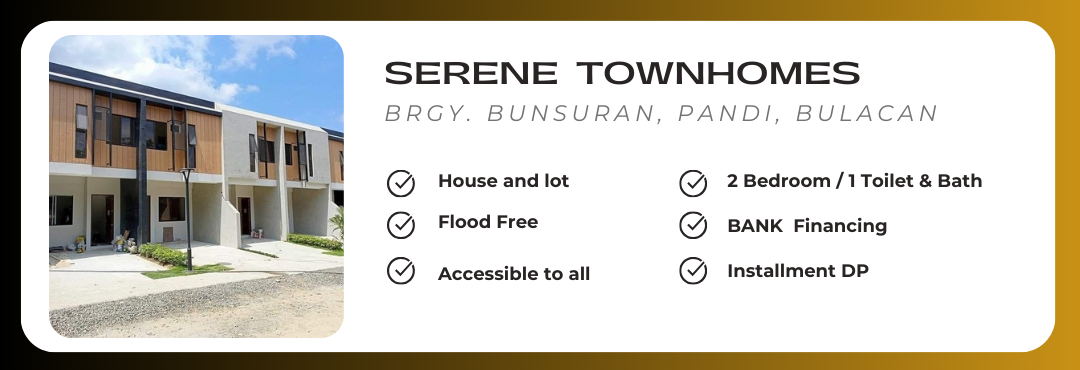 SERENE TOWNHOMES
BRGY. BUNSURAN, PANDI, BULACAN
House and lot
Flood Free
Accessible to all
2 Bedroom / 1 Toilet & Bath
BANK Financing
Installment DP